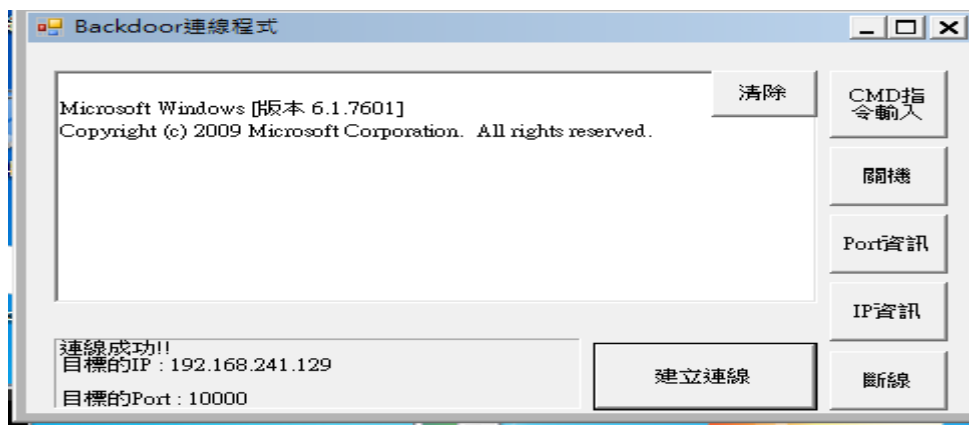 Backdoor連線程式
Microsoft Windows [版本 6.1.7601]
Copyright (c) 2009 Microsoft Corporation. All rights reserved.
清除
CMD指
令輸入
關機
Port資訊
IP資訊
連線成功!!
目標的IP : 192.168.241.129
目標的Port : 10000
建立連線
斷線